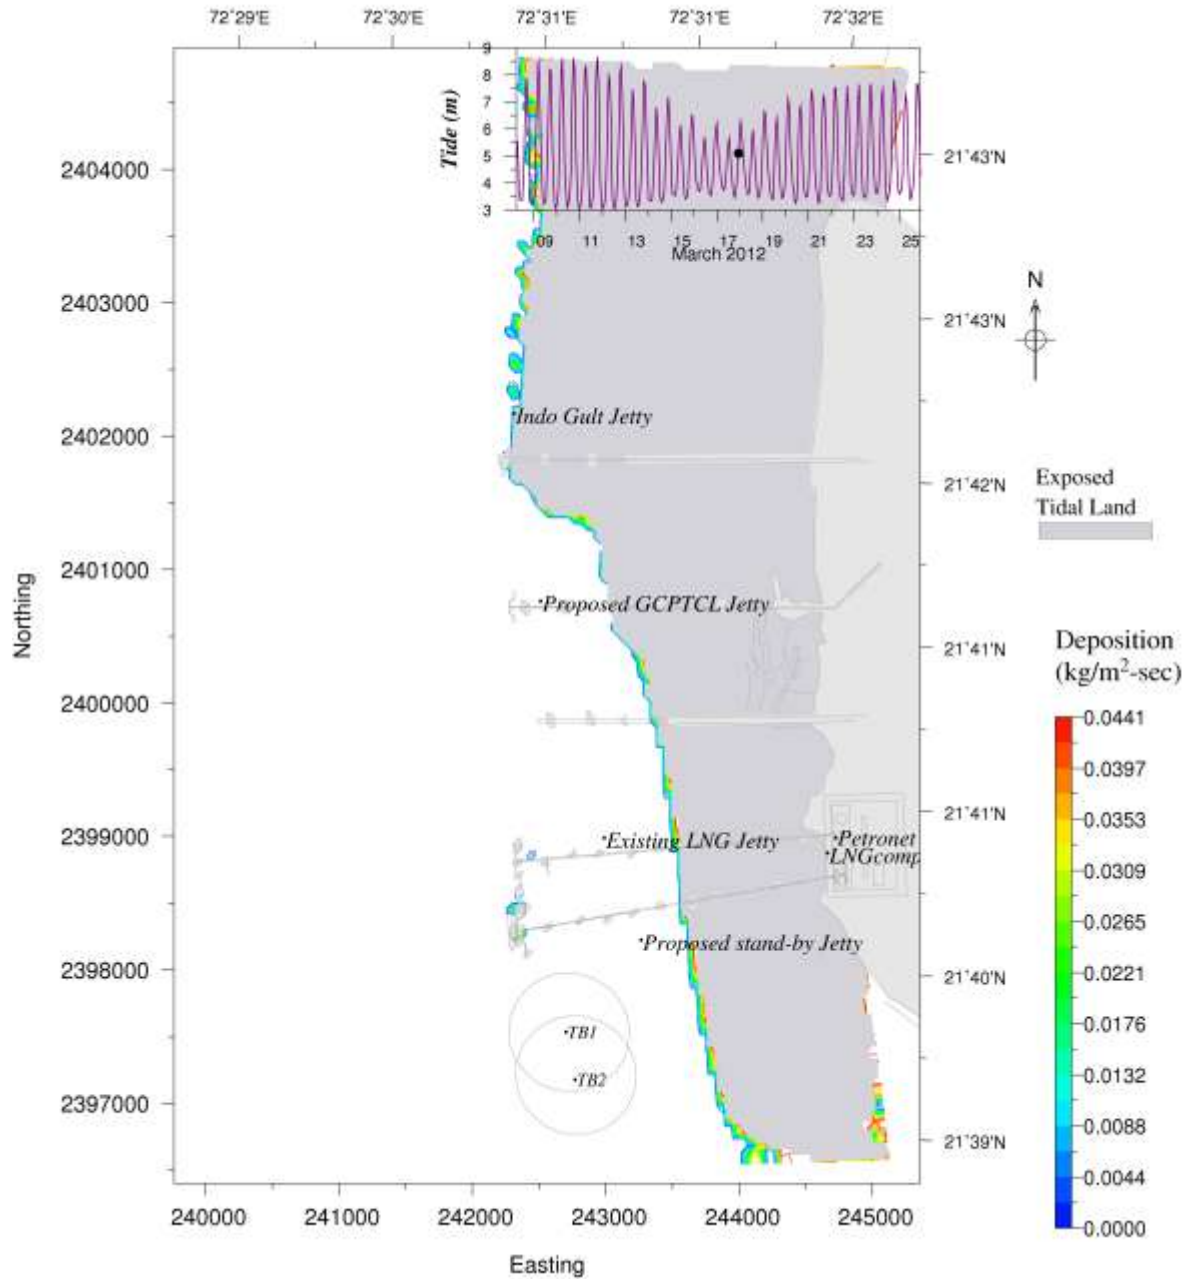 72˚29'E 72˚30'E 72˚31'E 72˚31'E 72˚32'E
9
8
7
6
5
4
3
Tide (m)
09 11 13 15 17 19 21 23 25
March 2012
2404000
2403000
2402000
2401000
2400000
2399000
2398000
2397000
Northing
21˚43'N
21˚43'N
21˚42'N
21˚41'N
21˚41'N
21˚40'N
21˚39'N
N
Indo Gult Jetty
Proposed GCPTCL Jetty
Existing LNG Jetty
Petronet
LNGcomp
Proposed stand-by Jetty
TB1
TB2
Exposed
Tidal Land
Deposition
(kg/m²-sec)
0.0441
0.0397
0.0353
0.0309
0.0265
0.0221
0.0176
0.0132
0.0088
0.0044
0.0000
240000 241000 242000 243000 244000 245000
Easting